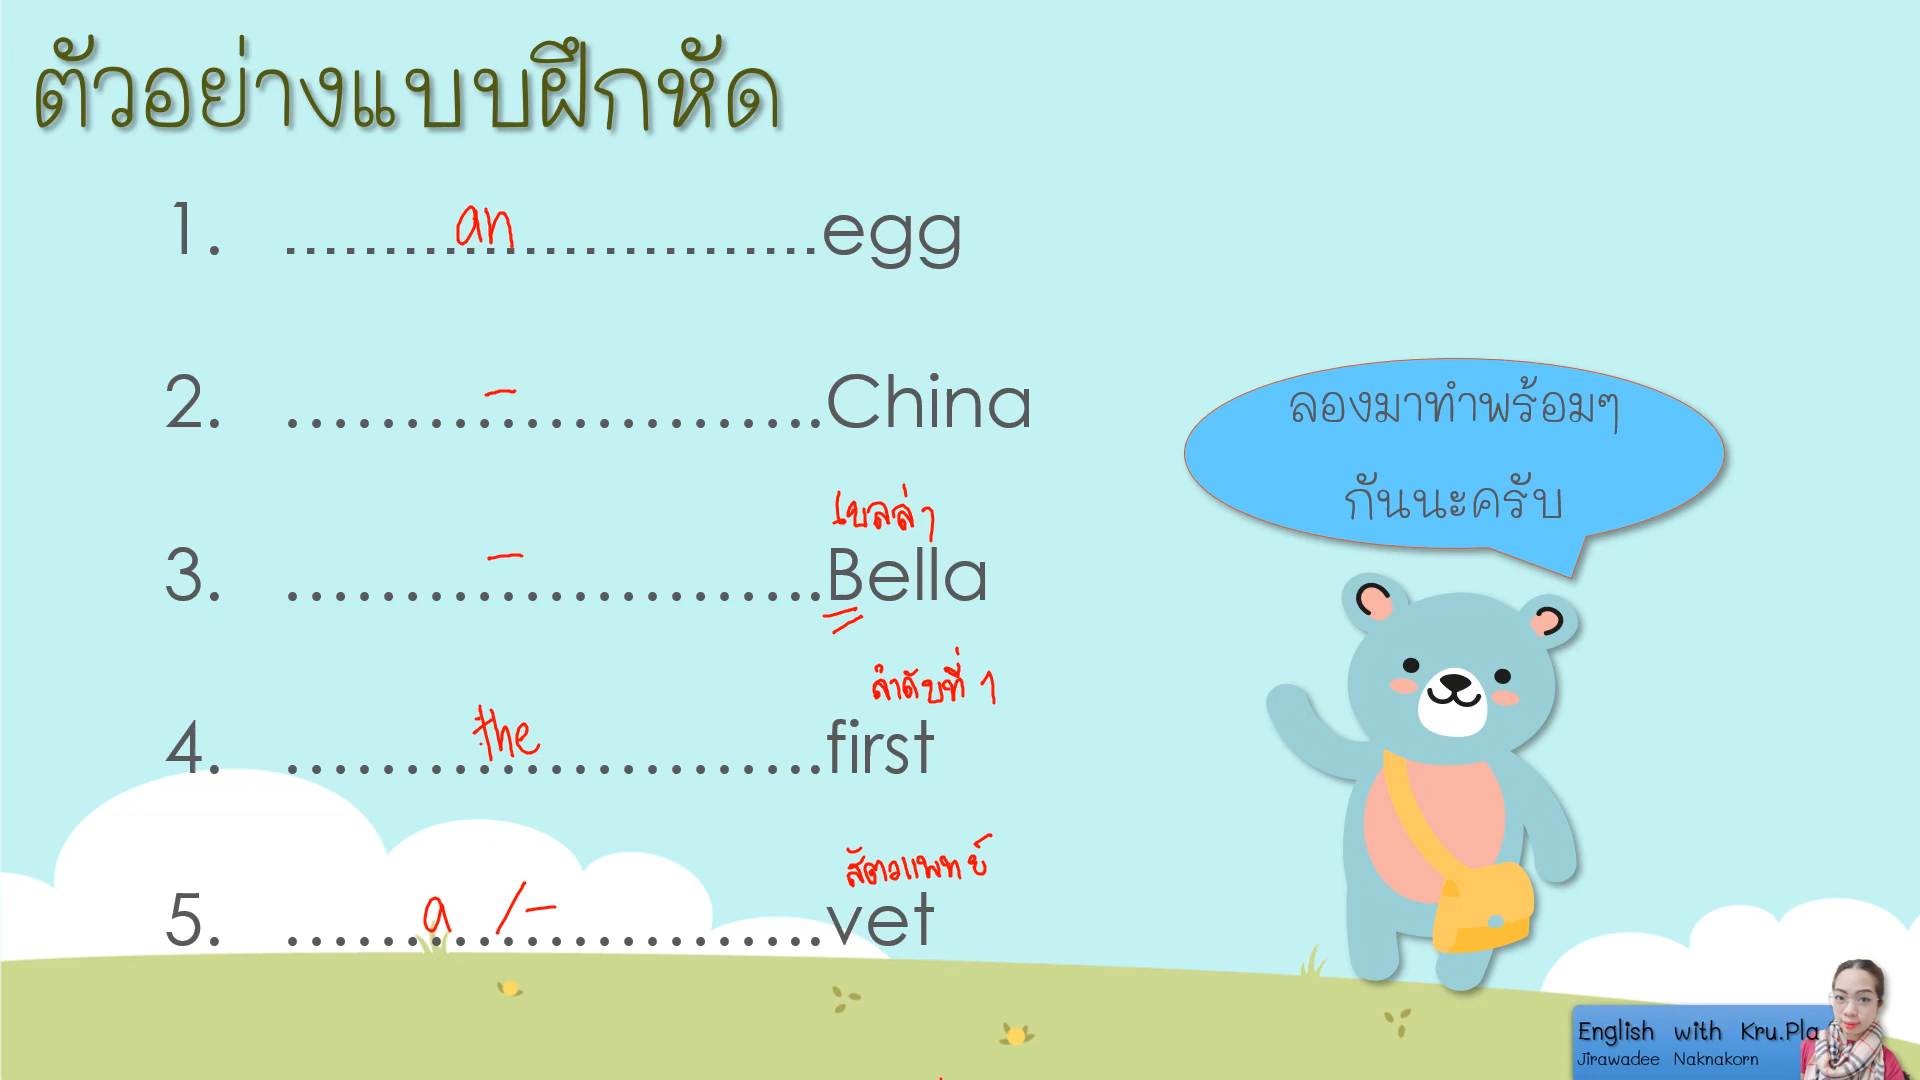 ตัวอย่างแบบฝึกหัด
1. ..........an.................egg
2. ..........-.............China
เบลล่า
3. ..........-.............Bella
ลำดับที่ 1
4. ..........the.............first
สัตวแพทย์
5. ......a /-.............vet
ลองมาทำพร้อมๆ
กันนะครับ
English with Kru.Pla
Jirawadee Naknakorn